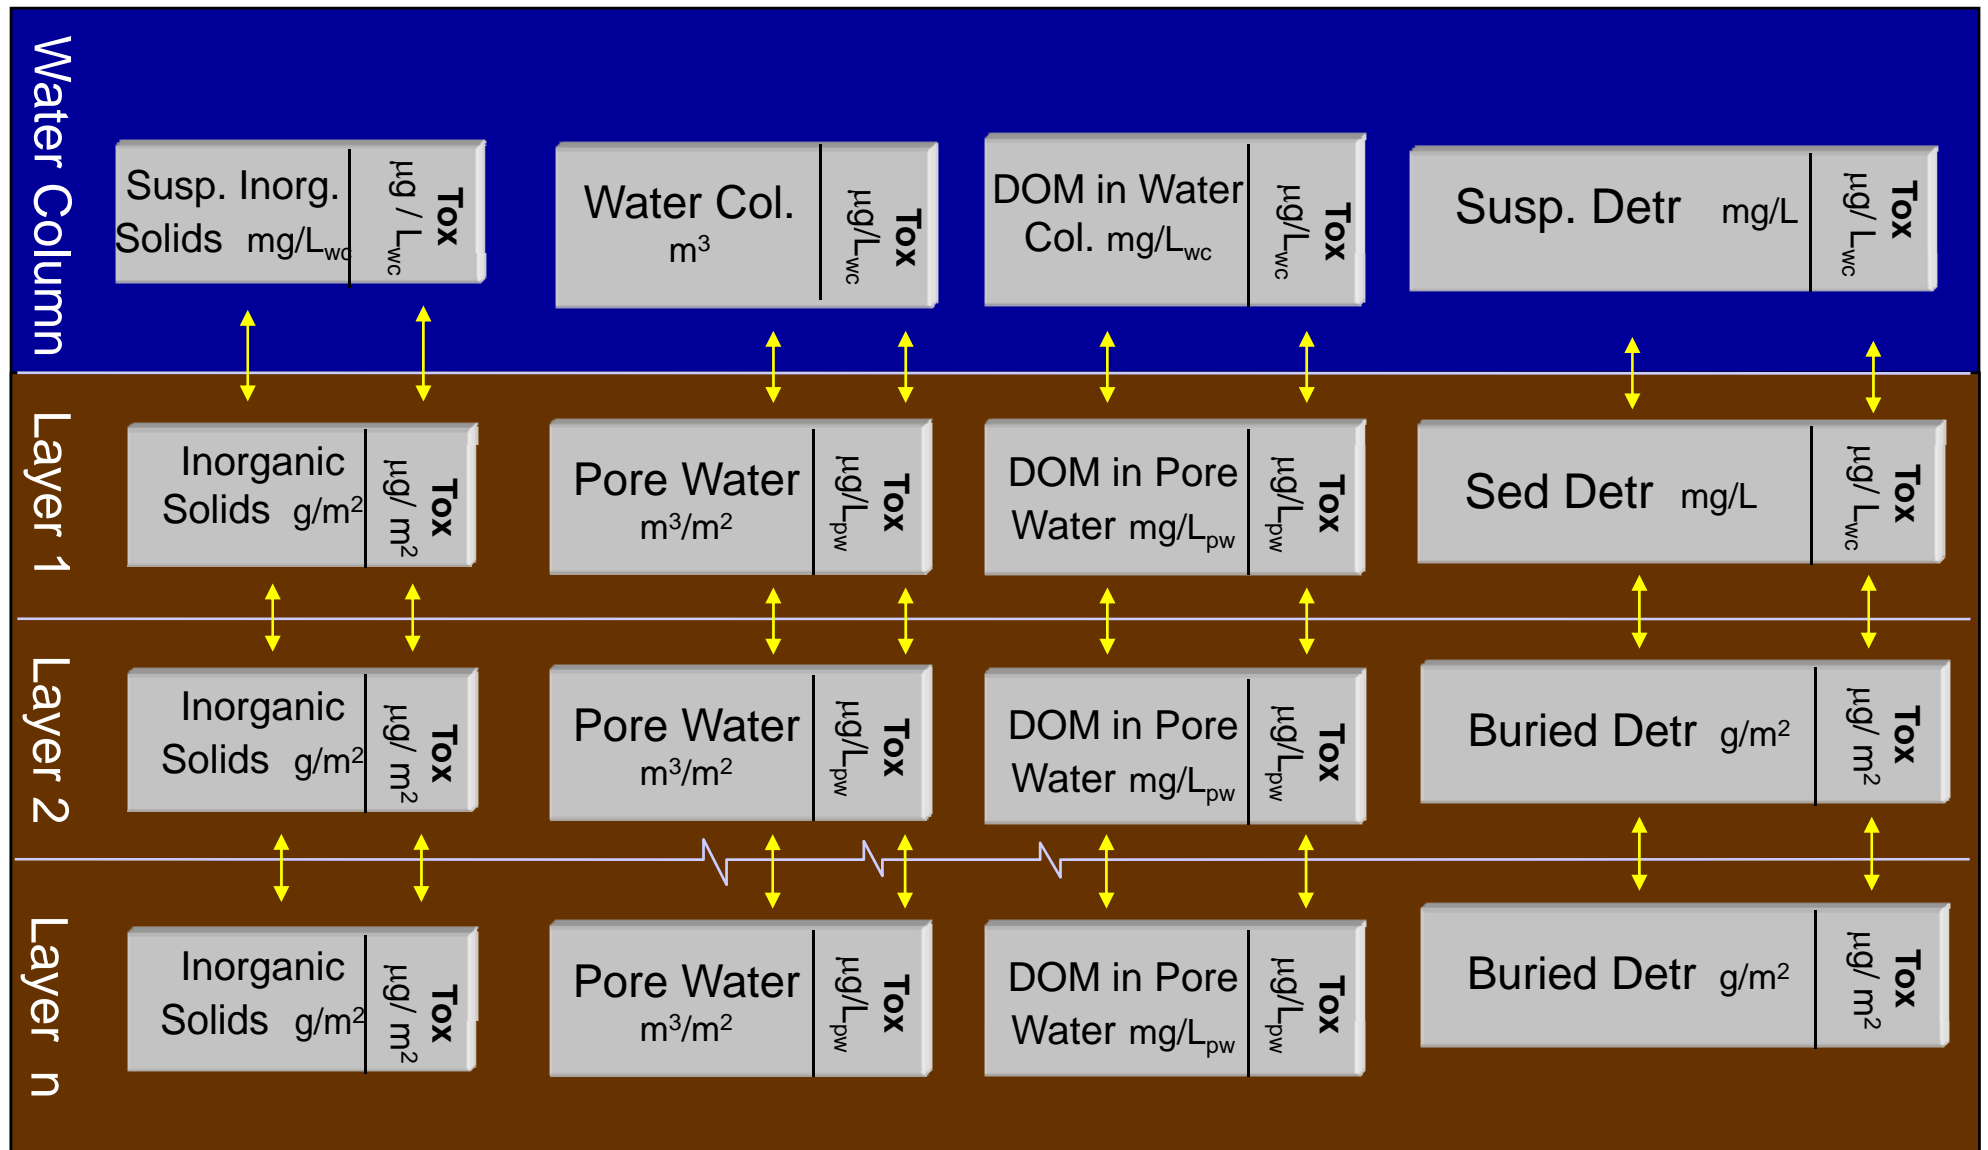 Water Column
Susp. Inorg.
Solids mg/Lwc
Tox
µg / Lwc
Water Col.
m³
Tox
µg/Lwc
DOM in Water
Col. mg/Lwc
Tox
µg/Lwc
Susp. Detr mg/L
Tox
µg/ Lwc
Layer 1
Inorganic
Solids g/m²
Tox
µg/ m²
Pore Water
m³/m²
Tox
µg/Lpw
DOM in Pore
Water mg/Lpw
Tox
µg/Lpw
Sed Detr mg/L
Tox
µg/ Lwc
Layer 2
Inorganic
Solids g/m²
Tox
µg/ m²
Pore Water
m³/m²
Tox
µg/Lpw
DOM in Pore
Water mg/Lpw
Tox
µg/Lpw
Buried Detr g/m²
Tox
µg/ m²
Layer n
Inorganic
Solids g/m²
Tox
µg/ m²
Pore Water
m³/m²
Tox
µg/Lpw
DOM in Pore
Water mg/Lpw
Tox
µg/Lpw
Buried Detr g/m²
Tox
µg/ m²